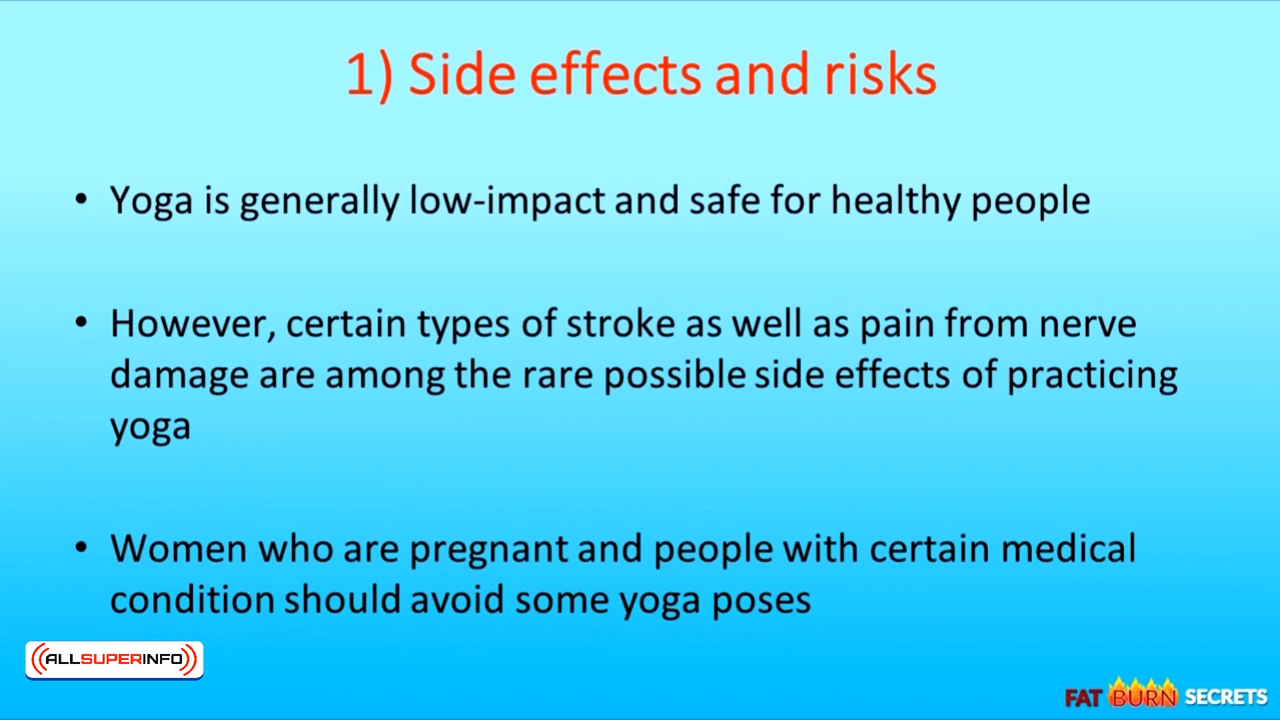 1) Side effects and risks
• Yoga is generally low-impact and safe for healthy people
• However, certain types of stroke as well as pain from nerve
damage are among the rare possible side effects of practicing
yoga
• Women who are pregnant and people with certain medical
condition should avoid some yoga poses
ALLSUPERINFO
FAT BURN SECRETS